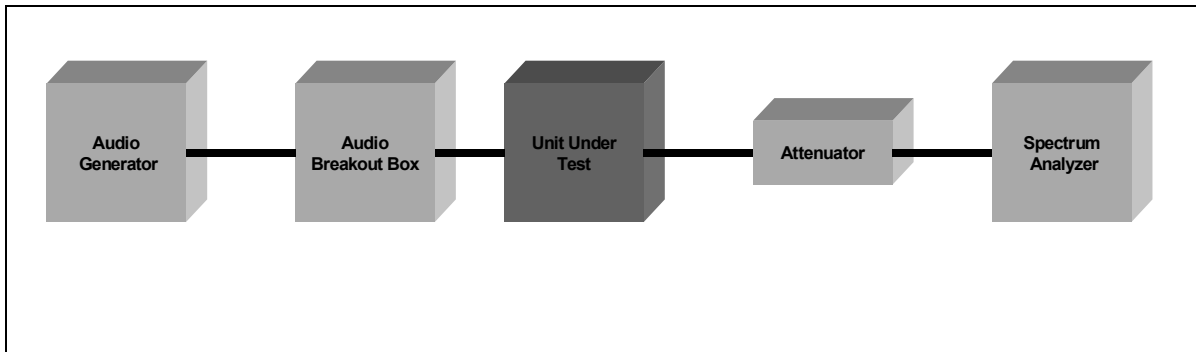 Audio
Generator
Audio
Breakout Box
Unit Under
Test
Attenuator
Spectrum
Analyzer